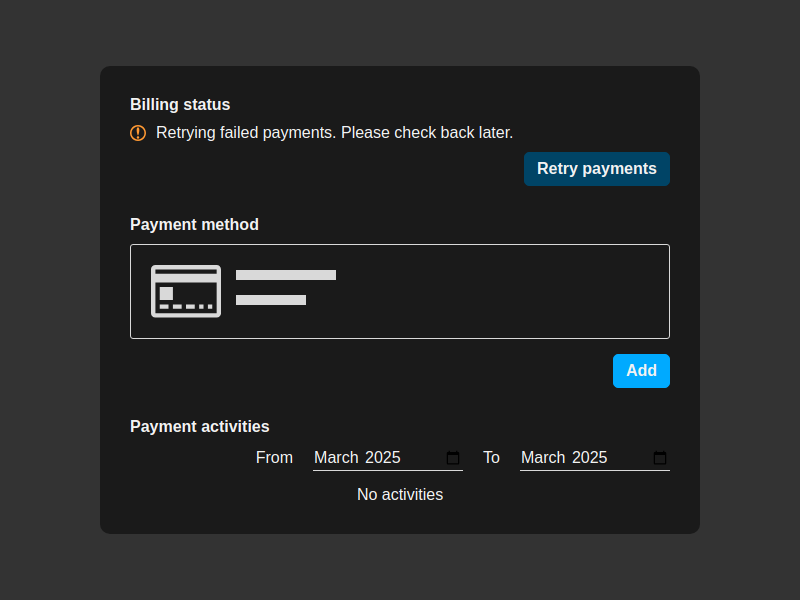 Billing status
Retrying failed payments. Please check back later.
Retry payments
Payment method
Add
Payment activities
From March 2025 To March 2025
No activities